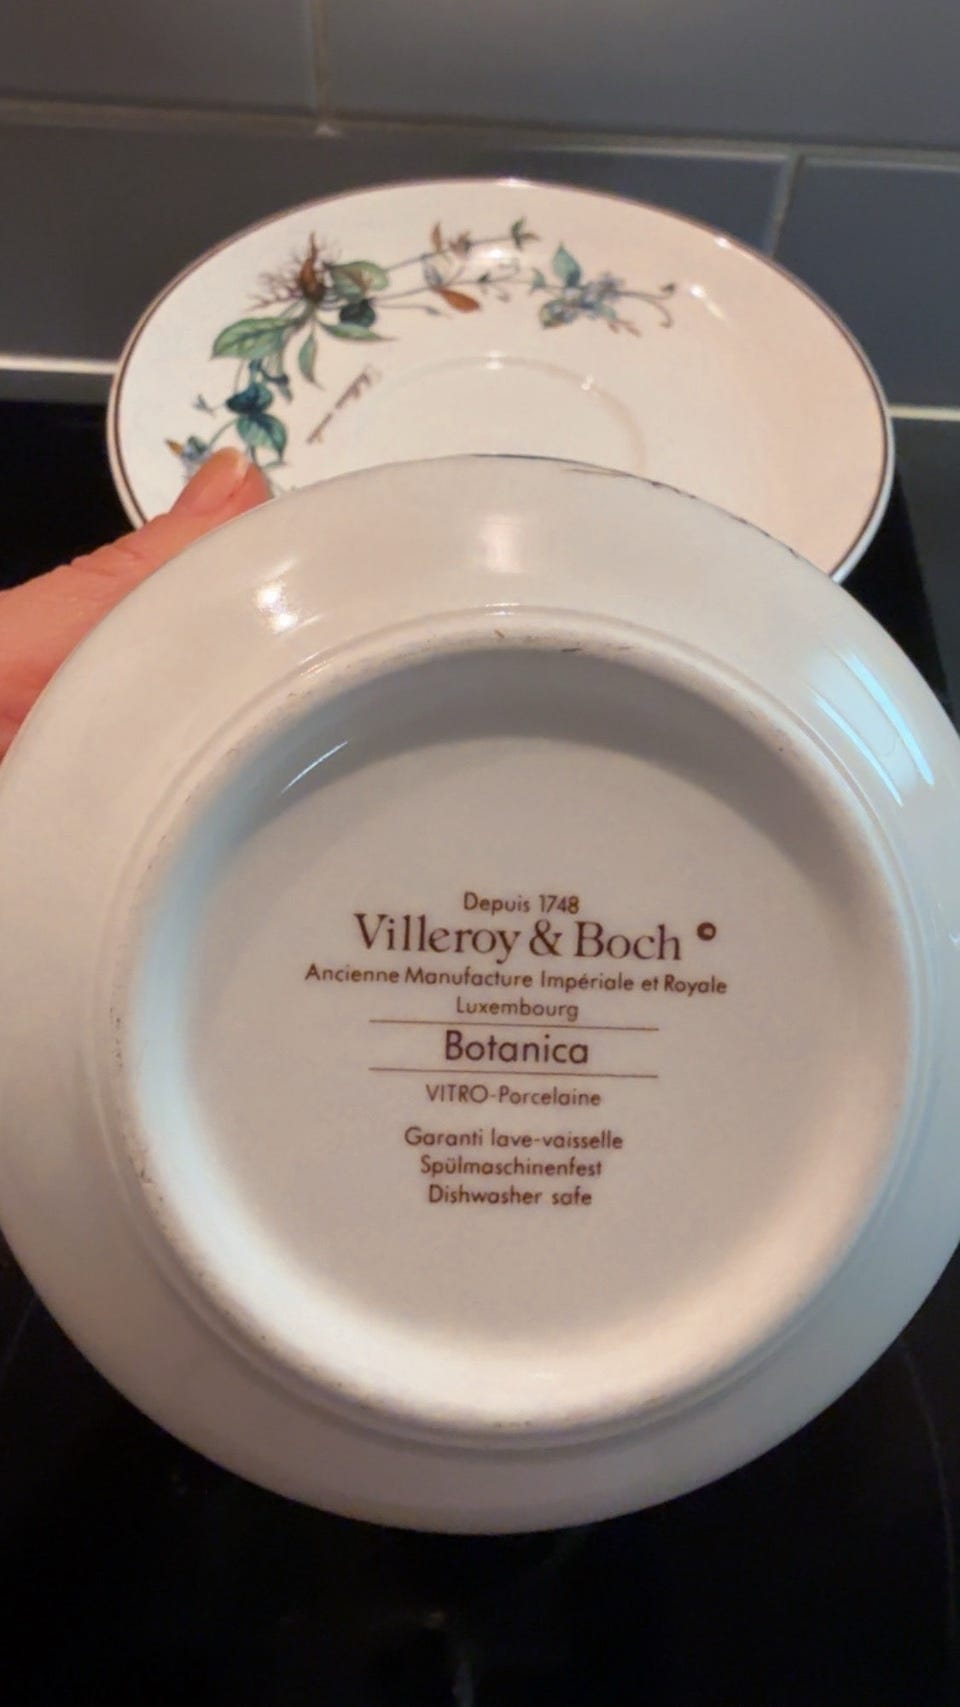 Depuis 1748
Villeroy & Boch ©
Ancienne Manufacture Impériale et Royale
Luxembourg
Botanica
VITRO-Porcelaine
Garanti lave-vaisselle
Spülmaschinenfest
Dishwasher safe